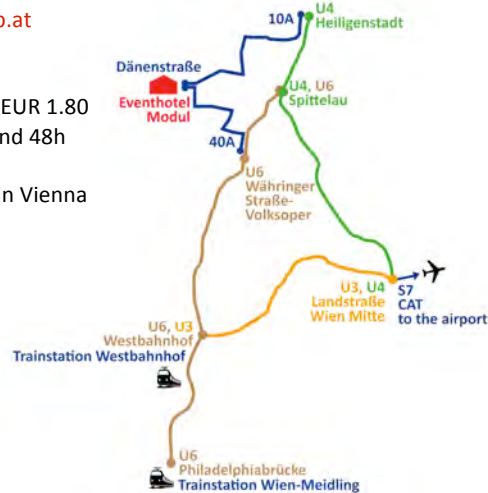 o.at
EUR 1.80
nd 48h
n Vienna
10A
U4
Heiligenstadt
Dänenstraße
Eventhotel
Modul
U4, U6
Spittelau
40A
U6
Währinger
Straße-
Volksoper
U3, U4
Landstraße
Wien Mitte
S7
CAT
to the airport
U6, U3
Westbahnhof
Trainstation Westbahnhof
U6
Philadelphiabrücke
Trainstation Wien-Meidling